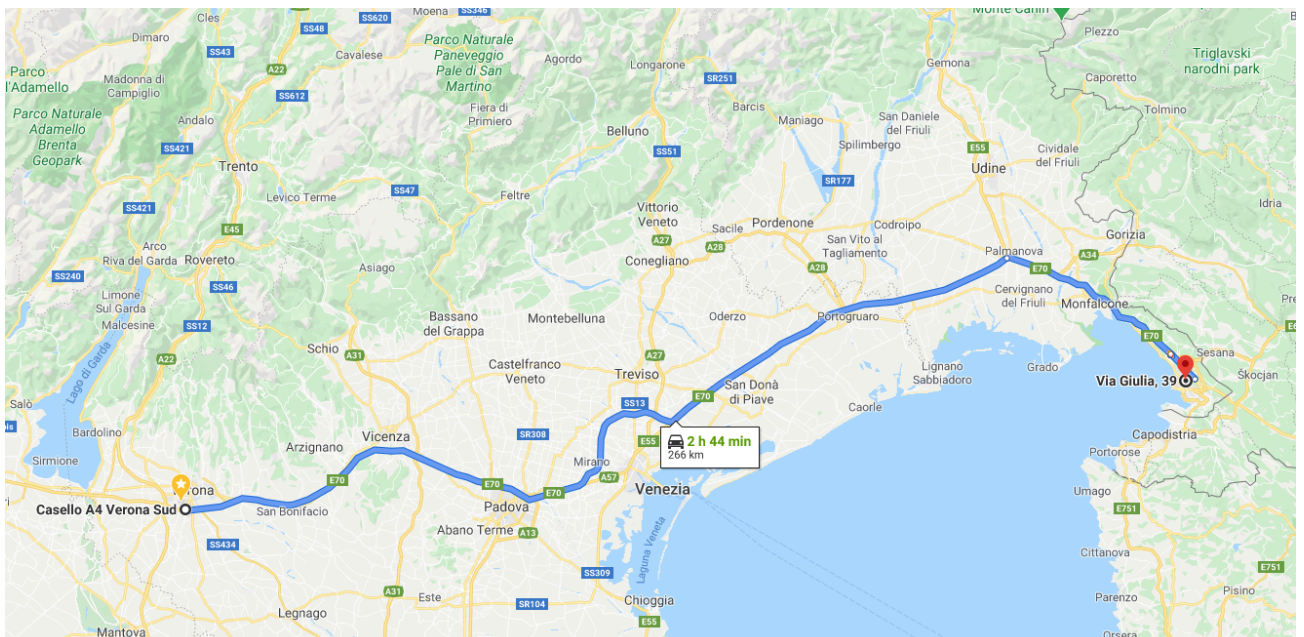 Monte Canin
Cles
SS620
Moena
SS346
SS48
Plezzo
Dimaro
SS43
Cavalese
Agordo
Longarone
Gemona
Parco
d'Adamello
Madonna di
Campiglio
A22
SS612
Parco Naturale
Paneveggio
Pale di San
Martino
SR251
Triglavski
narodni park
Caporetto
Parco Naturale
Adamello
Brenta
Geopark
Andalo
Fiera di
Primiero
Barcis
Maniago
San Daniele
del Friuli
Tolmino
SS421
Trento
Belluno
SS51
Spilimbergo
E55
Cividale
del Friuli
Udine
SS421
Levico Terme
SS47
Feltre
SR177
Idria
E45
Arco
Riva del Garda
Rovereto
Asiago
Vittorio
Veneto
A27
Sacile
A28
Pordenone
Codroipo
San Vito al
Tagliamento
Gorizia
SS240
SS46
Conegliano
A28
Palmanova
E70
A34
Limone
Sul Garda
Malcesine
SS12
Bassano
del Grappa
Montebelluna
Oderzo
Portogruaro
Cervignano
del Friuli
Monfalcone
Lago di Garda
A22
Schio
A31
Castelfranco
Veneto
A27
Treviso
E70
Sesana
Lignano
Sabbiadoro
Grado
Škocjan
Via Giulia, 39
Salò
San Donà
di Piave
E70
SS13
Caorle
Bardolino
Arzignano
Vicenza
SR308
E55
2 h 44 min
266 km
Capodistria
Sirmione
Mirano
A57
Portorose
E70
E70
E70
Venezia
Umago
Casello A4 Verona Sud
San Bonifacio
Padova
E751
SS434
Abano Terme
A13
Laguna Veneta
Cittanova
SS309
E751
A31
Este
SR104
Chioggia
E55
Parenzo
Pisino
Legnago
Mantova
Orsera